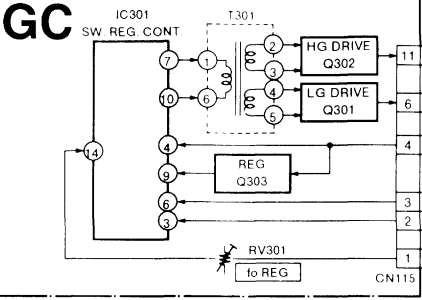 GC
IC301
SW. REG. CONT
T301
7
1
2
HG DRIVE
Q302
11
3
10
6
4
LG DRIVE
Q301
6
5
14
4
4
9
REG
Q303
6
3
3
2
RV301
1
fo REG
CN115